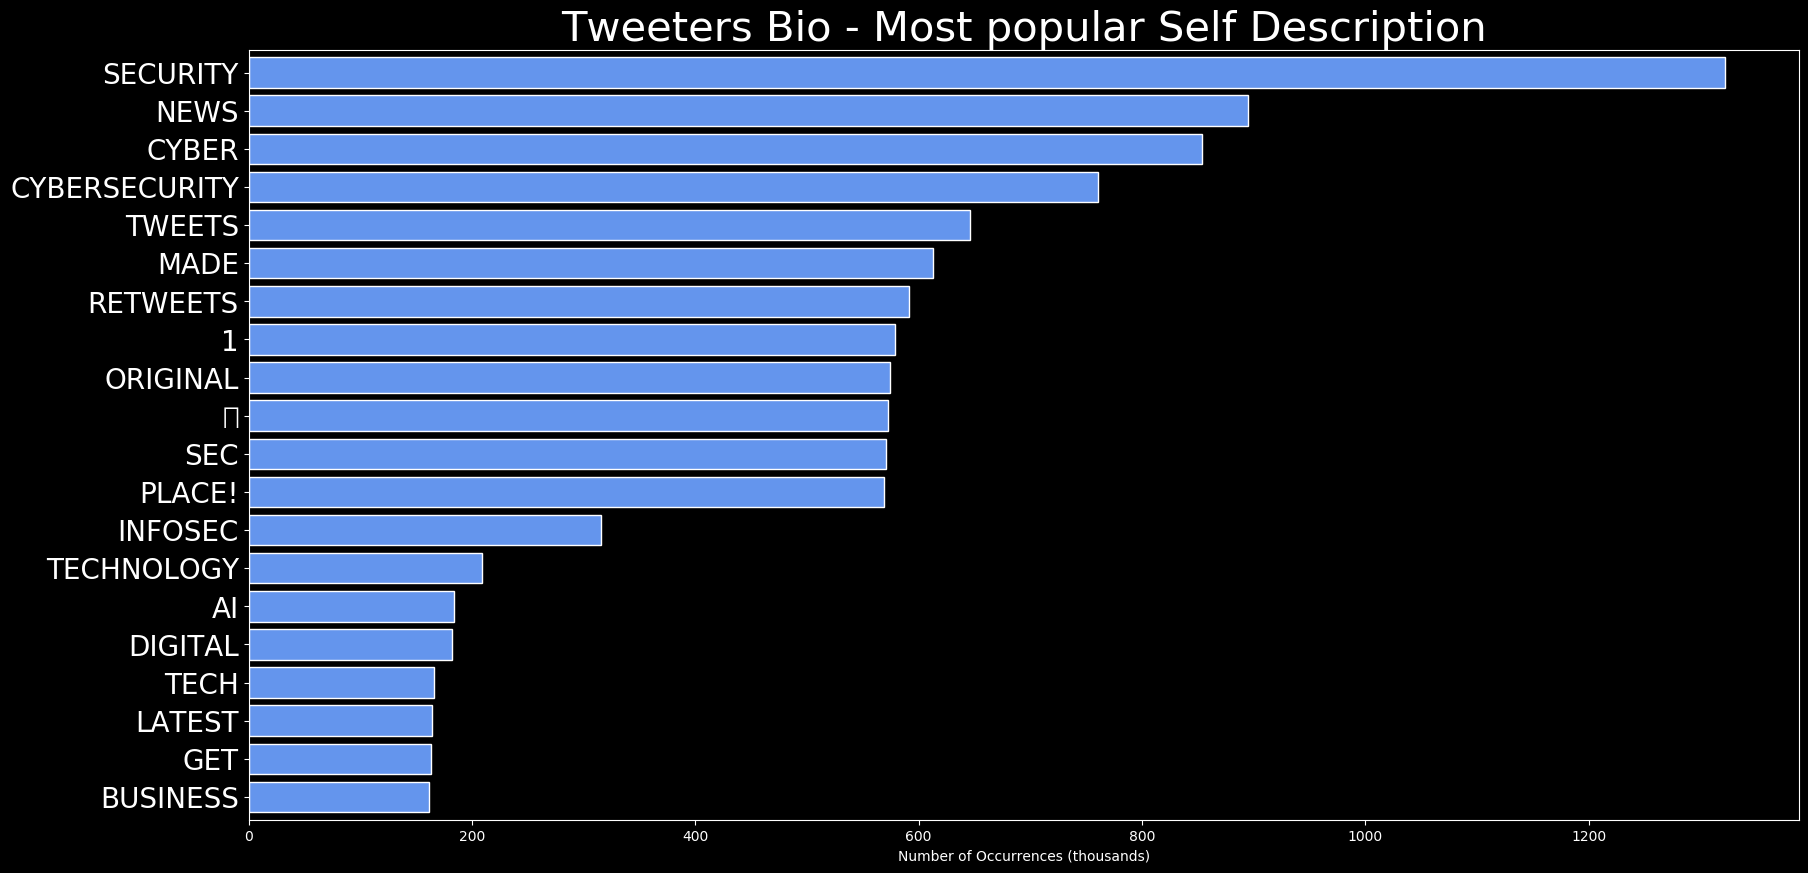 Tweeters Bio - Most popular Self Description
SECURITY
NEWS
CYBER
CYBERSECURITY
TWEETS
MADE
RETWEETS
1
ORIGINAL
SEC
PLACE!
INFOSEC
TECHNOLOGY
AI
DIGITAL
TECH
LATEST
GET
BUSINESS
0 200 400 600 800 1000 1200
Number of Occurrences (thousands)